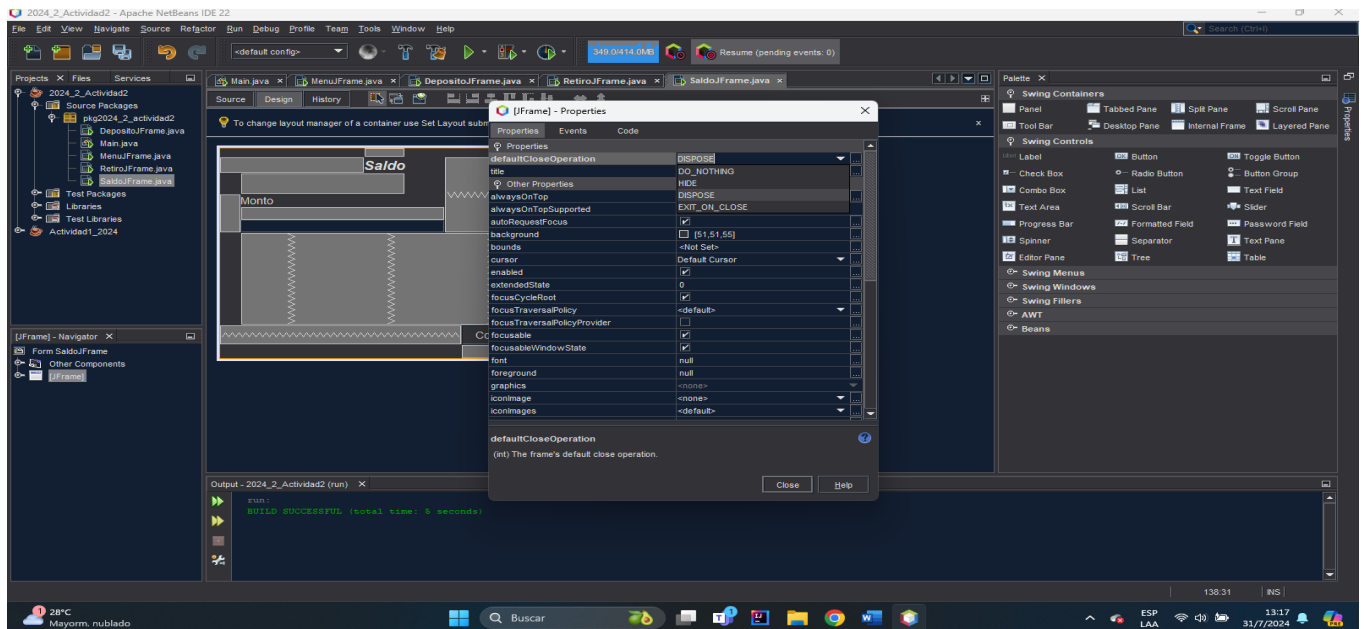 2024_2_Actividad2 - Apache NetBeans IDE 22
File Edit View Navigate Source Refactor Run Debug Profile Team Tools Window Help
Search (Ctrl+I)
<default config>
349.0/414.0MB
Resume (pending events: 0)
Projects Files Services
2024_2_Actividad2
Source Packages
pkg2024_2_actividad2
DepositoJFrame.java
Main.java
MenuJFrame.java
RetiroJFrame.java
SaldoJFrame.java
Test Packages
Libraries
Test Libraries
Actividad1_2024
[JFrame] - Navigator
Form SaldoJFrame
Other Components
[JFrame]
Main.java MenuJFrame.java DepositoJFrame.java RetiroJFrame.java SaldoJFrame.java
Source Design History
To change layout manager of a container use Set Layout subm
Saldo
Monto
Co
[JFrame] - Properties
Properties Events Code
Properties
defaultCloseOperation DISPOSE
title DO_NOTHING
Other Properties HIDE
alwaysOnTop DISPOSE
alwaysOnTopSupported EXIT_ON_CLOSE
autoRequestFocus
background [51,51,55]
bounds <Not Set>
cursor Default Cursor
enabled
extendedState 0
focusCycleRoot
focusTraversalPolicy <default>
focusTraversalPolicyProvider
focusable
focusableWindowState
font null
foreground null
graphics <none>
iconImage <none>
iconImages <default>
defaultCloseOperation
(int) The frame's default close operation.
Close Help
Palette
Swing Containers
Panel Tabbed Pane Split Pane Scroll Pane
Tool Bar Desktop Pane Internal Frame Layered Pane
Swing Controls
Label Button Toggle Button
Check Box Radio Button Button Group
Combo Box List Text Field
Text Area Scroll Bar Slider
Progress Bar Formatted Field Password Field
Spinner Separator Text Pane
Editor Pane Tree Table
Swing Menus
Swing Windows
Swing Fillers
AWT
Beans
Properties
Output - 2024_2_Actividad2 (run)
run:
BUILD SUCCESSFUL (total time: 5 seconds)
138:31 INS
1
28°C
Mayorm. nublado
Buscar
ESP
LAA
13:17
31/7/2024